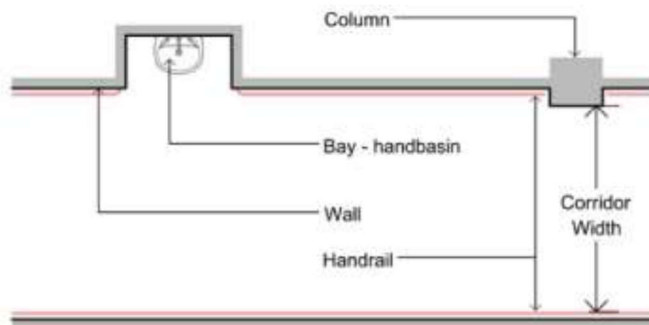 Column
Bay - handbasin
Wall
Corridor
Width
Handrail